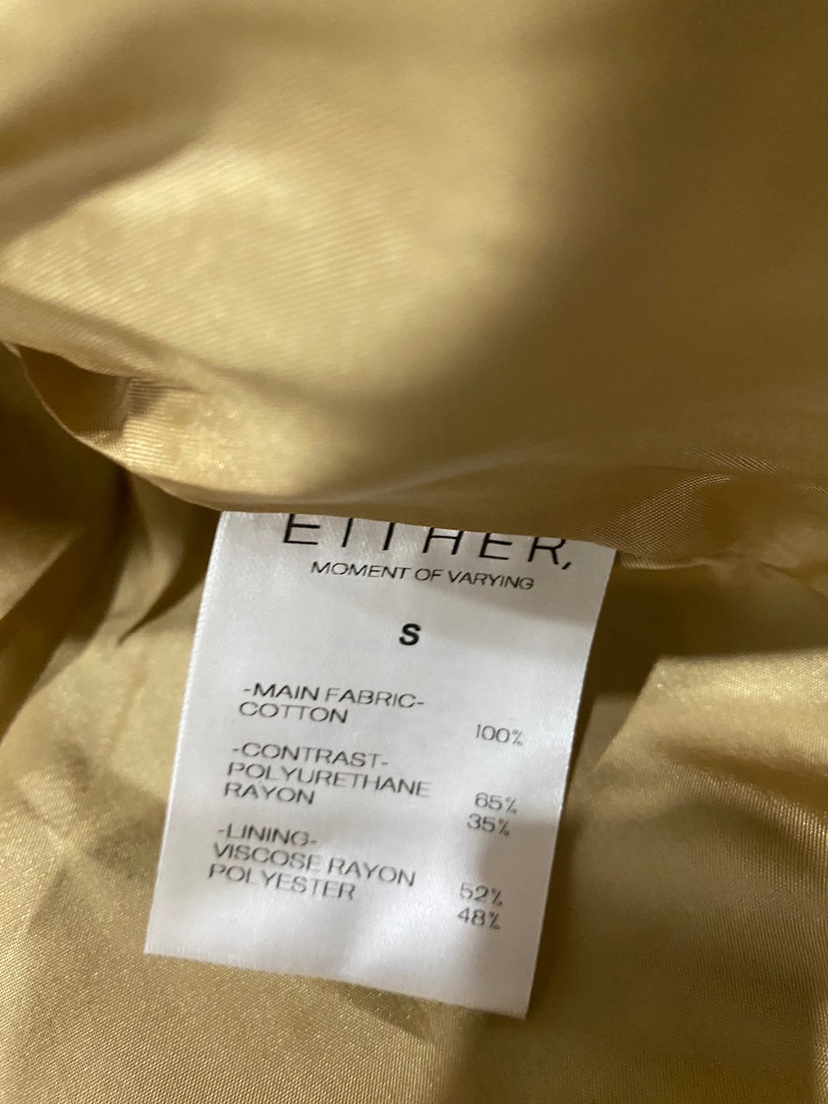 EITHER,
MOMENT OF VARYING
S
-MAIN FABRIC-
COTTON 100%
-CONTRAST-
POLYURETHANE 65%
RAYON 35%
-LINING-
VISCOSE RAYON 52%
POLYESTER 48%